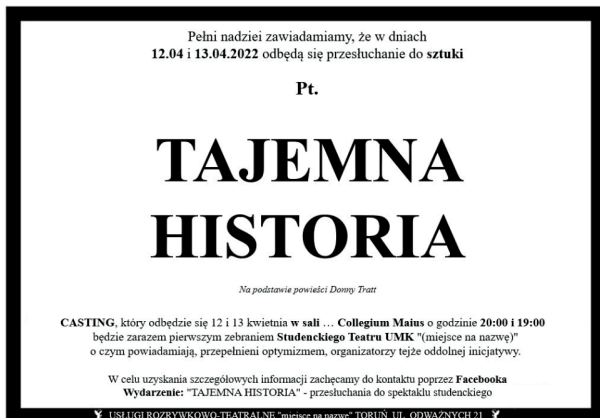 Pełni nadziei zawiadamiamy, że w dniach
12.04 i 13.04.2022 odbędą się przesłuchanie do sztuki
Pt.
TAJEMNA
HISTORIA
Na podstawie powieści Donny Tratt
CASTING, który odbędzie się 12 i 13 kwietnia w sali … Collegium Maius o godzinie 20:00 i 19:00
będzie zarazem pierwszym zebraniem Studenckiego Teatru UMK "(miejsce na nazwę)"
o czym powiadamiają, przepełnieni optymizmem, organizatorzy tejże oddolnej inicjatywy.
W celu uzyskania szczegółowych informacji zachęcamy do kontaktu poprzez Facebooka
Wydarzenie: "TAJEMNA HISTORIA" - przesłuchania do spektaklu studenckiego
USŁUGI ROZRYWKOWO-TEATRALNE "miejsce na nazwę" TORUŃ, UL. ODWAŻNYCH 21